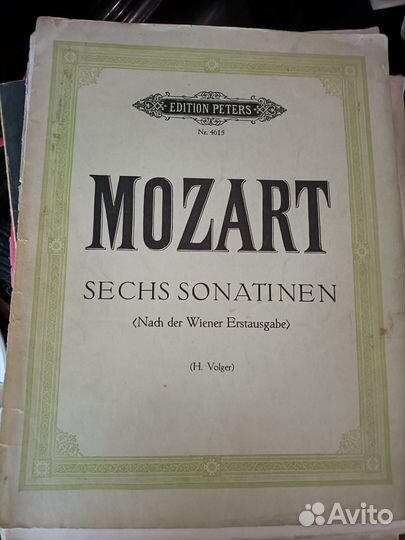 EDITION PETERS
Nr. 4615
MOZART
SECHS SONATINEN
<Nach der Wiener Erstausgabe>
(H. Volger)
Avito